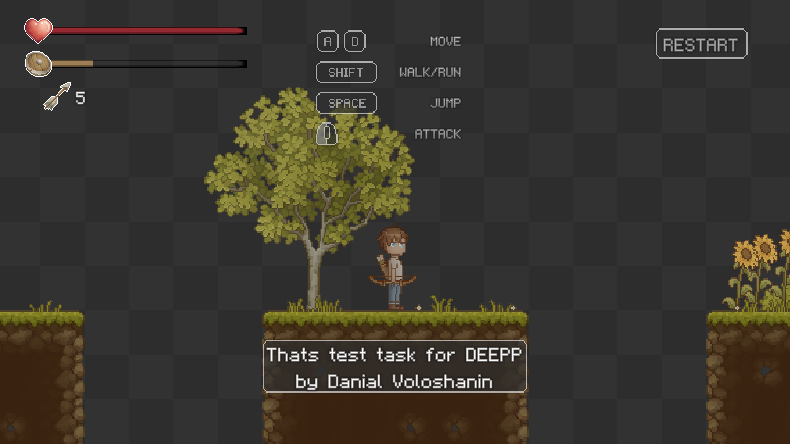 A D MOVE
RESTART
SHIFT WALK/RUN
5
SPACE JUMP
ATTACK
Thats test task for DEEPP
by Danial Voloshanin